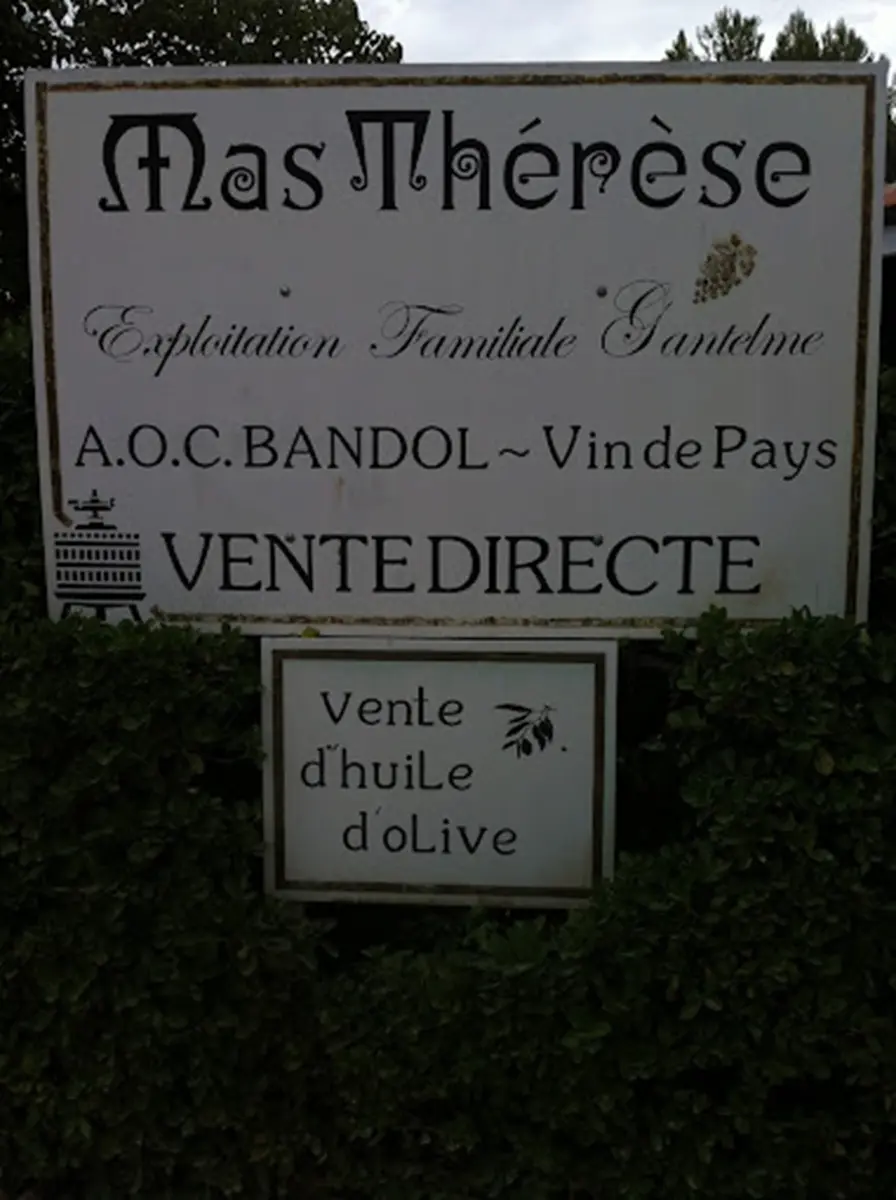 Mas Thérèse
Exploitation Familiale Gantelme
A.O.C. BANDOL ~ Vin de Pays
VENTE DIRECTE
Vente
d'huile
d'olive